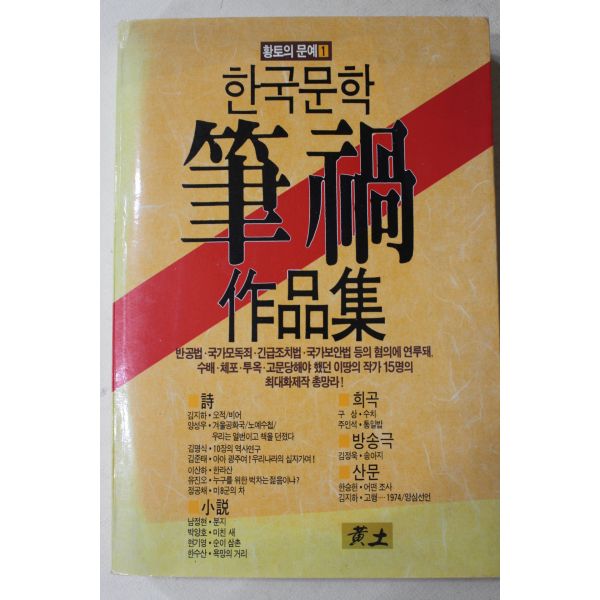 황토의 문예 1
한국문학
筆禍
作品集
반공법·국가모독죄·긴급조치법·국가보안법 등의 혐의에 연루돼,
수배·체포·투옥·고문당해야 했던 이땅의 작가 15명의
최대화제작 총망라!
■詩
김지하·오적/비어
양성우·겨울공화국/노예수첩/
우리는 열번이고 책을 던졌다
김명식·10장의 역사연구
김준태·아아 광주여! 우리나라의 십자가여!
이산하·한라산
유진오·누구를 위한 벅차는 젊음이냐?
정공채·미8군의 차
■小説
남정현·분지
박양호·미친 새
현기영·순이 삼촌
한수산·욕망의 거리
■희곡
구 상·수치
주인석·통일밥
■방송극
김정욱·송아지
■산문
한승헌·어떤 조사
김지하·고행…1974/양심선언
黃土